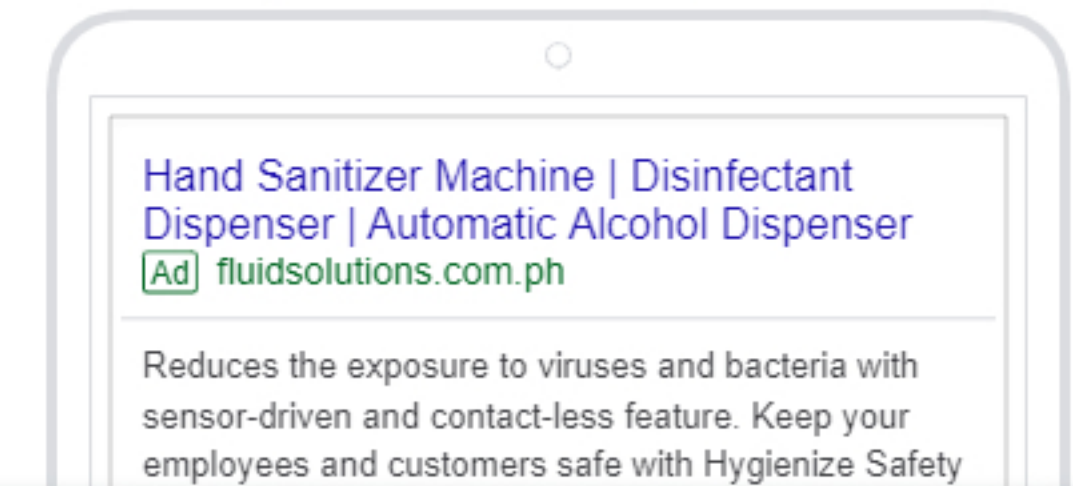 Hand Sanitizer Machine | Disinfectant
Dispenser | Automatic Alcohol Dispenser
Ad fluidsolutions.com.ph
Reduces the exposure to viruses and bacteria with
sensor-driven and contact-less feature. Keep your
employees and customers safe with Hygienize Safety